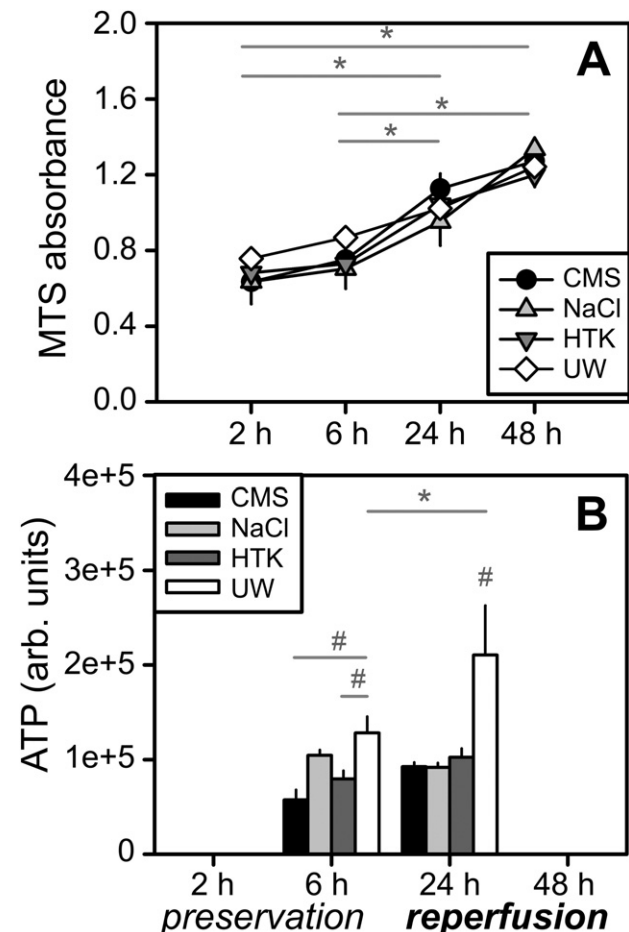 A
MTS absorbance
2.0
1.6
1.2
0.8
0.4
0.0
*
*
*
*
CMS
NaCl
HTK
UW
2 h 6 h 24 h 48 h
B
ATP (arb. units)
4e+5
3e+5
2e+5
1e+5
0
CMS
NaCl
HTK
UW
*
#
#
#
2 h 6 h 24 h 48 h
preservation reperfusion